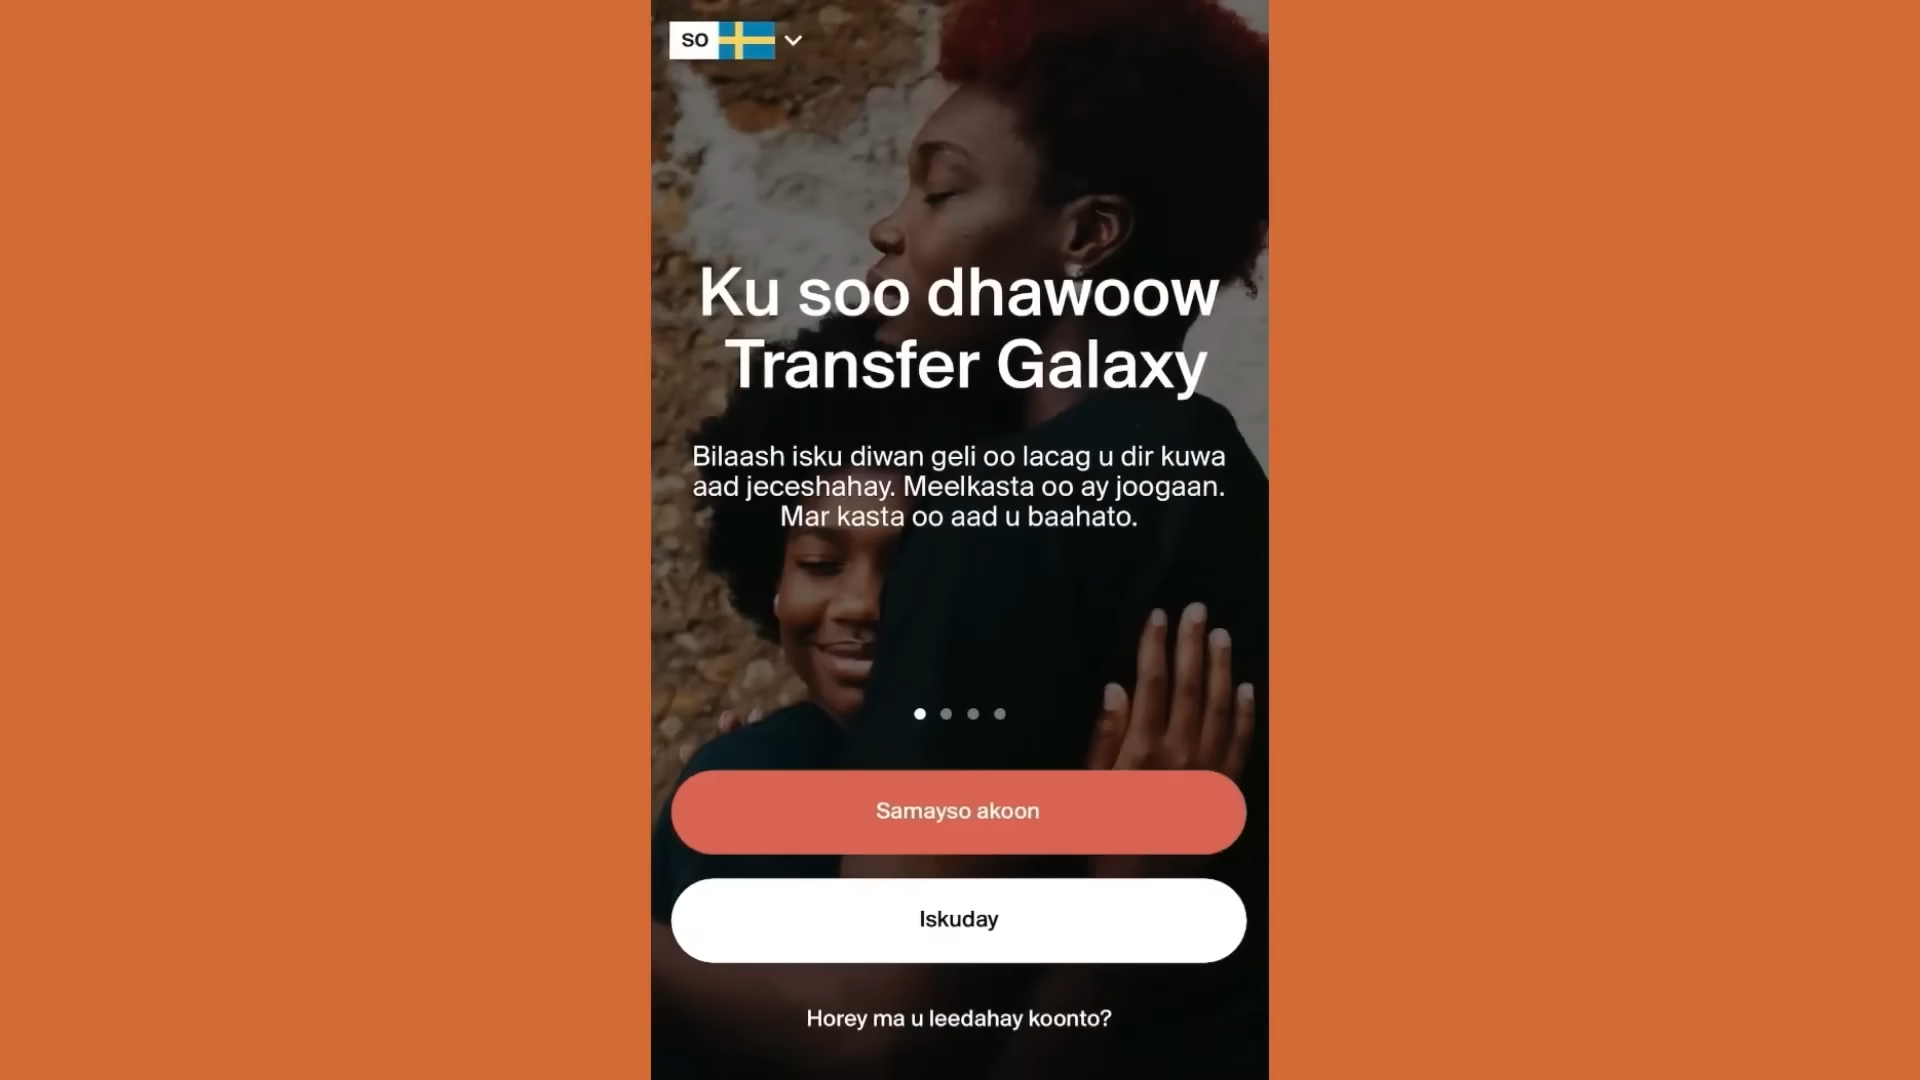 SO
Ku soo dhawoow
Transfer Galaxy
Bilaash isku diwan geli oo lacag u dir kuwa
aad jeceshahay. Meelkasta oo ay joogaan.
Mar kasta oo aad u baahato.
Samayso akoon
Iskuday
Horey ma u leedahay koonto?